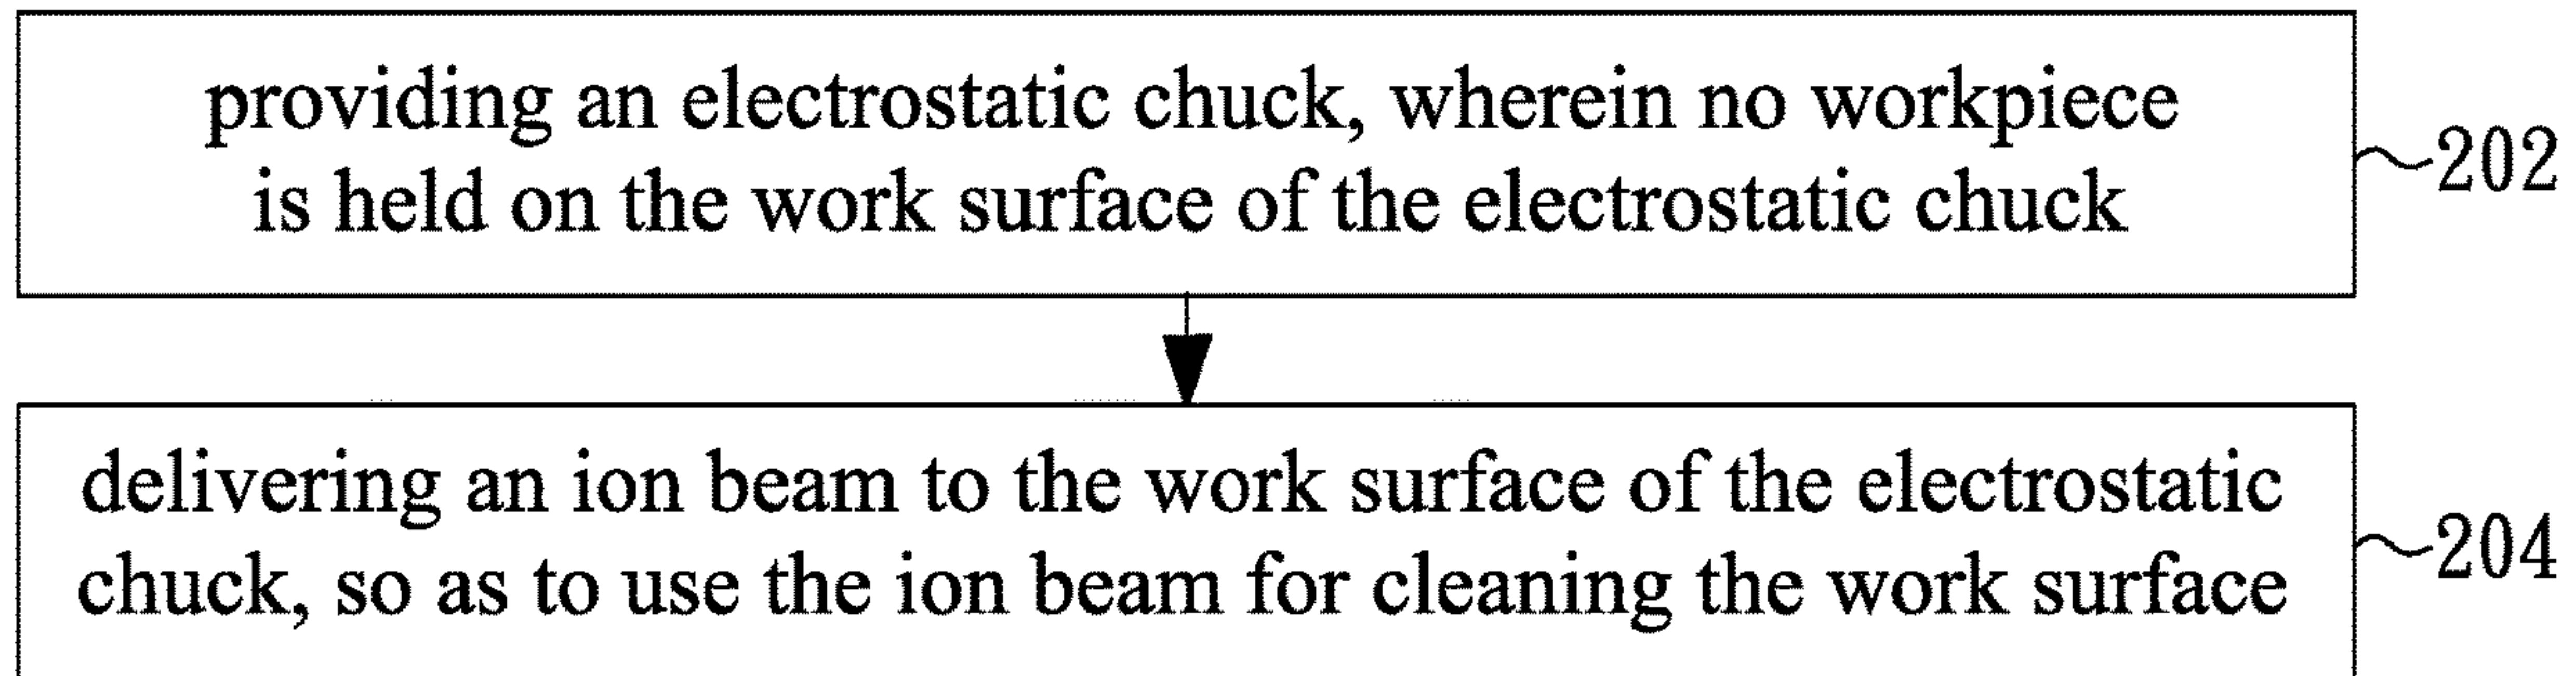 providing an electrostatic chuck, wherein no workpiece
is held on the work surface of the electrostatic chuck
202
delivering an ion beam to the work surface of the electrostatic
chuck, so as to use the ion beam for cleaning the work surface
204